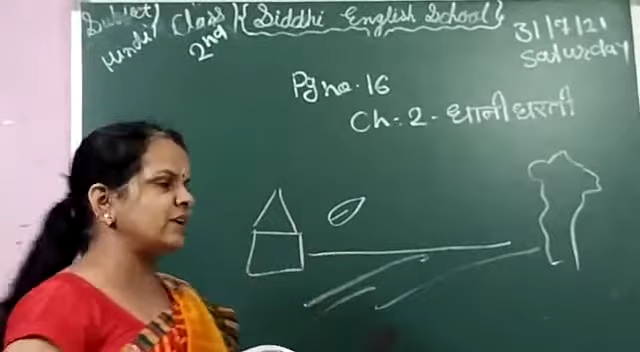 Subject Class {Siddhi English School} 31/7/21
Hindi 2nd Saturday
Pg no. 16
Ch:- 2 - धानी धरती